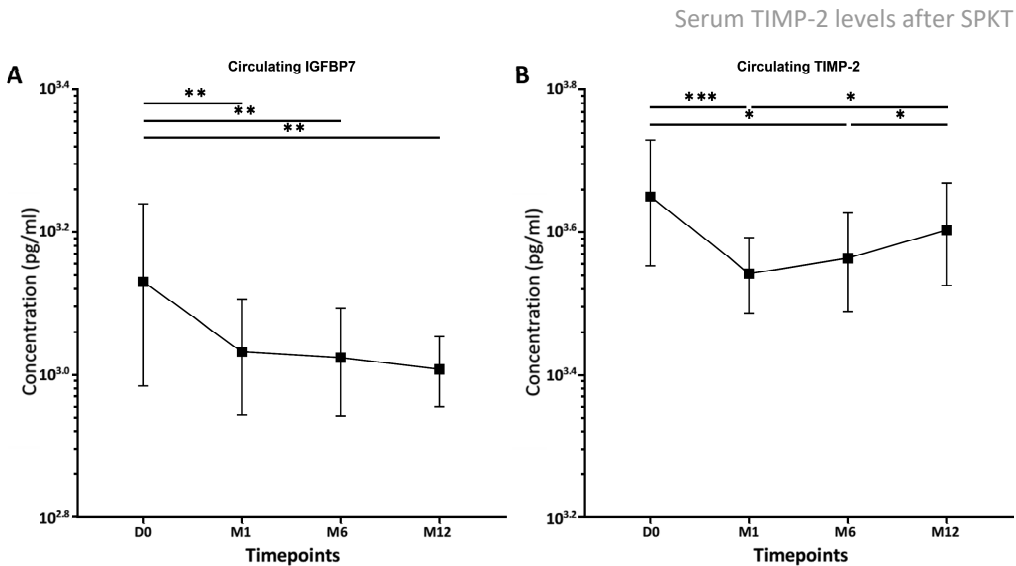 Serum TIMP-2 levels after SPKT
A
Circulating IGFBP7
10^3.4
10^3.2
10^3.0
10^2.8
Concentration (pg/ml)
**
**
**
D0 M1 M6 M12
Timepoints
B
Circulating TIMP-2
10^3.8
10^3.6
10^3.4
10^3.2
Concentration (pg/ml)
*** *
* *
D0 M1 M6 M12
Timepoints